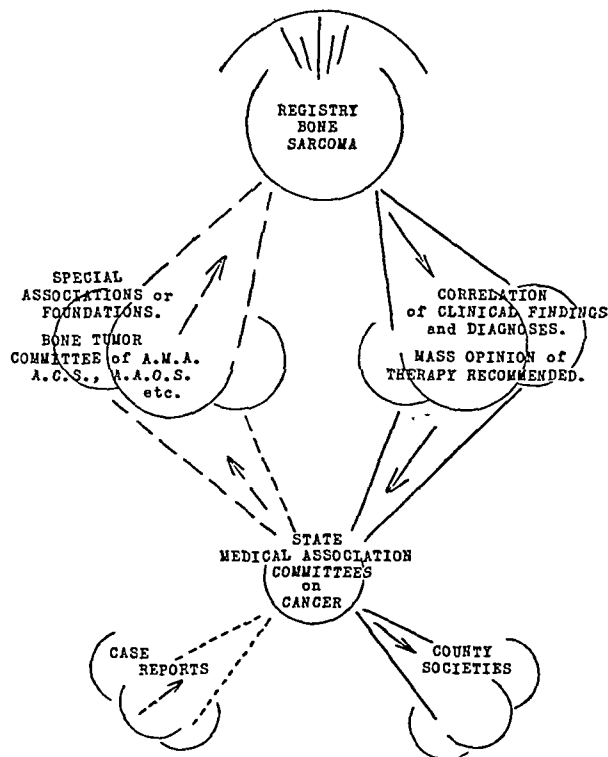 REGISTRY
BONE
SARCOMA
SPECIAL
ASSOCIATIONS or
FOUNDATIONS.
BONE TUMOR
COMMITTEE of A.M.A.
A.C.S., A.A.O.S.
etc.
CORRELATION
of CLINICAL FINDINGS
and DIAGNOSES.
MASS OPINION of
THERAPY RECOMMENDED.
STATE
MEDICAL ASSOCIATION
COMMITTEES
on
CANCER
CASE
REPORTS
COUNTY
SOCIETIES